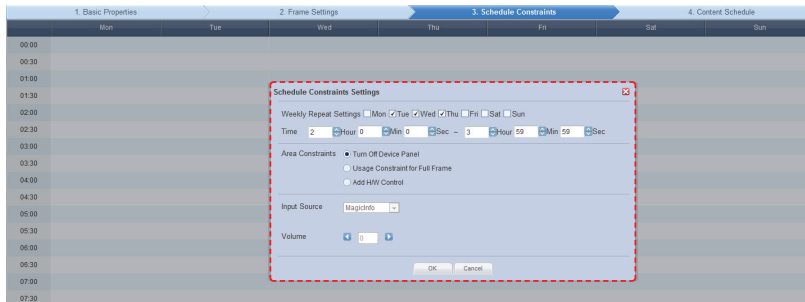 1. Basic Properties 2. Frame Settings 3. Schedule Constraints 4. Content Schedule
Mon Tue Wed Thu Fri Sat Sun
00:00
00:30
01:00
01:30
02:00
02:30
03:00
03:30
04:00
04:30
05:00
05:30
06:00
06:30
07:00
07:30
Schedule Constraints Settings
Weekly Repeat Settings Mon Tue Wed Thu Fri Sat Sun
Time 2 Hour 0 Min 0 Sec ~ 3 Hour 59 Min 59 Sec
Area Constraints Turn Off Device Panel
Usage Constraint for Full Frame
Add H/W Control
Input Source MagicInfo
Volume 0
OK Cancel